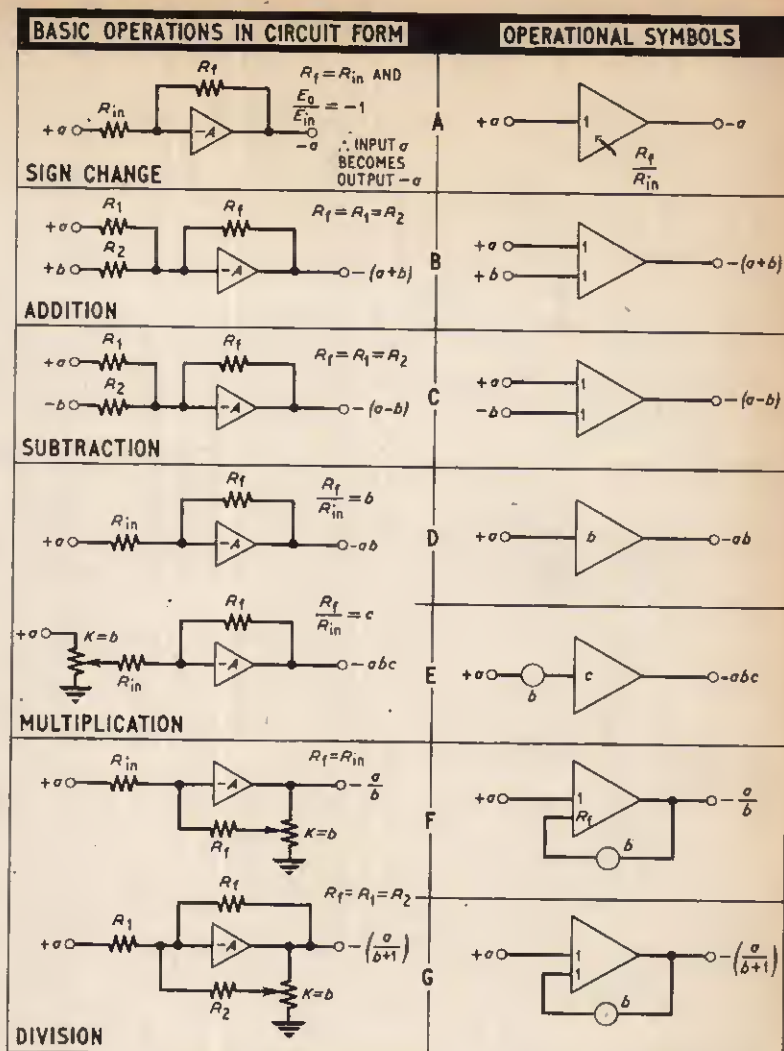 BASIC OPERATIONS IN CIRCUIT FORM
OPERATIONAL SYMBOLS
Rf = Rin AND
E0/Ein = -1
∴ INPUT a
BECOMES
OUTPUT -a
+a
Rin
Rf
-A
-a
SIGN CHANGE
A
+a
1
-a
Rf/Rin
R1
Rf
Rf = R1 = R2
+a
R2
+b
-A
-(a+b)
ADDITION
B
+a
1
+b
1
-(a+b)
R1
Rf
Rf = R1 = R2
+a
R2
-b
-A
-(a-b)
SUBTRACTION
C
+a
1
-b
1
-(a-b)
Rf
Rf/Rin = b
Rin
+a
-A
-ab
D
+a
b
-ab
Rf
Rf/Rin = c
+a
K=b
Rin
-A
-abc
MULTIPLICATION
E
+a
b
c
-abc
Rin
Rf = Rin
+a
-A
-a/b
Rf
K=b
F
+a
1
Rf
b
-a/b
Rf
Rf = R1 = R2
R1
+a
-A
-(a/b+1)
R2
K=b
DIVISION
G
+a
1
1
b
-(a/b+1)